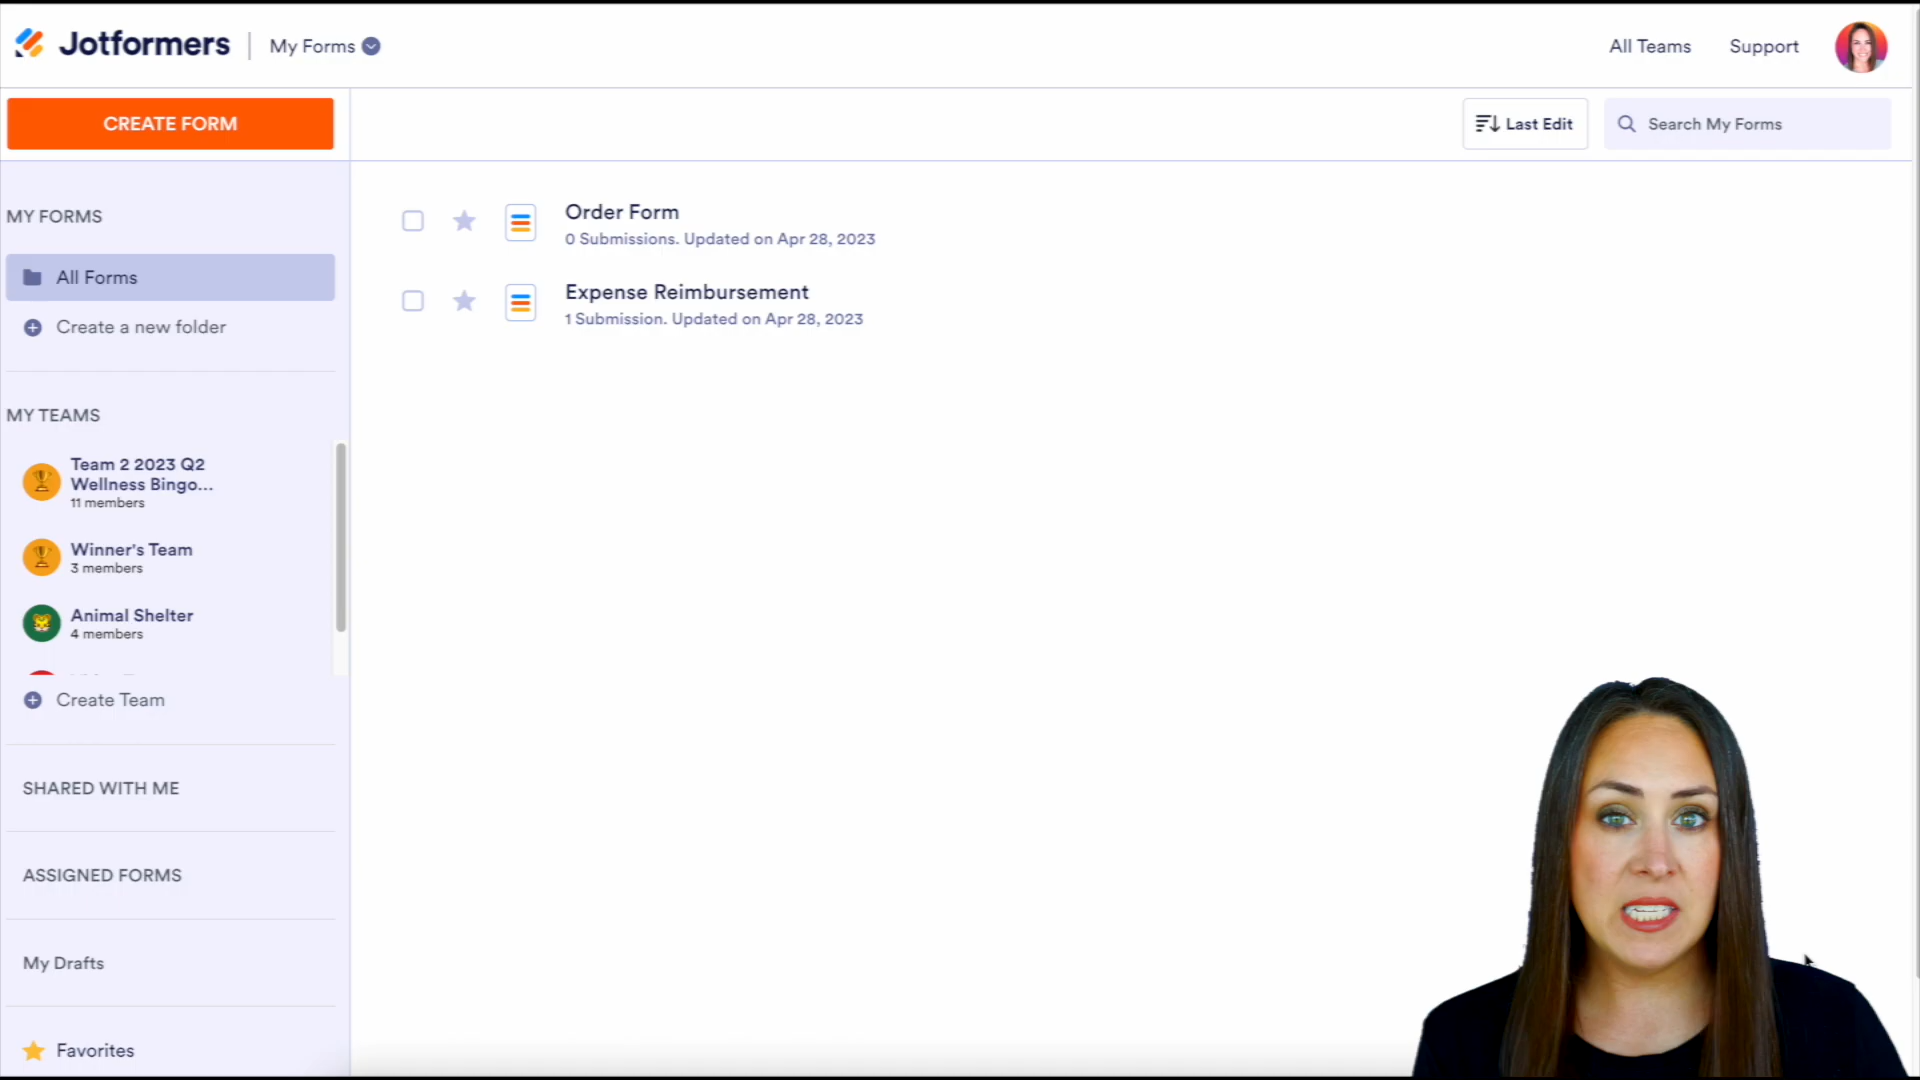 Jotformers
My Forms
All Teams
Support
CREATE FORM
Last Edit
Search My Forms
MY FORMS
All Forms
Create a new folder
MY TEAMS
Team 2 2023 Q2
Wellness Bingo...
11 members
Winner's Team
3 members
Animal Shelter
4 members
Create Team
SHARED WITH ME
ASSIGNED FORMS
My Drafts
Favorites
Order Form
0 Submissions. Updated on Apr 28, 2023
Expense Reimbursement
1 Submission. Updated on Apr 28, 2023